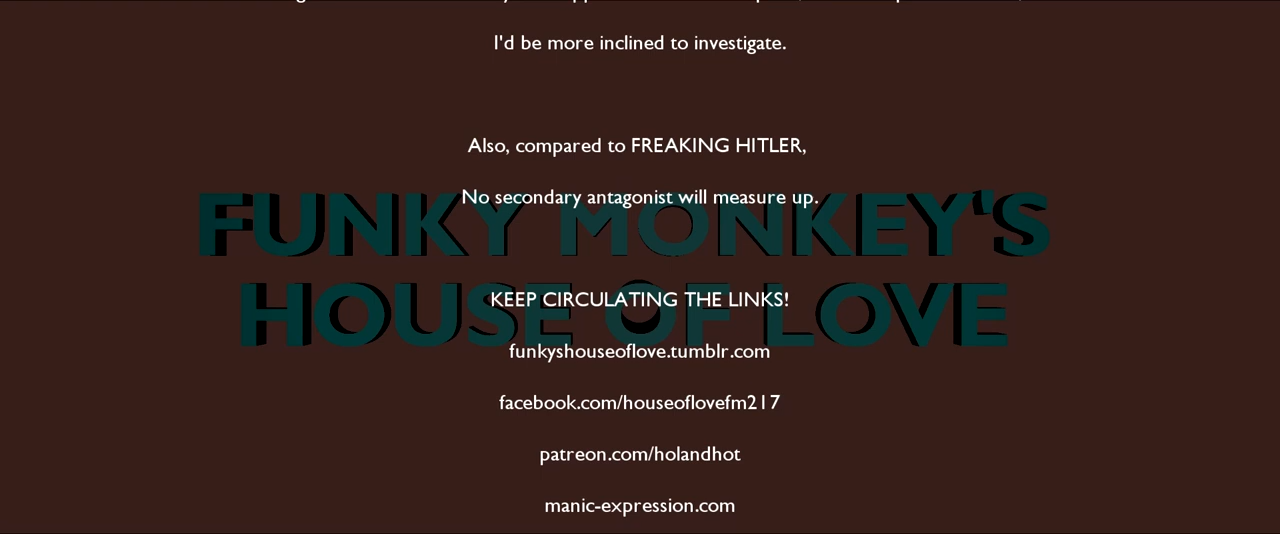 I'd be more inclined to investigate.
Also, compared to FREAKING HITLER,
No secondary antagonist will measure up.
FUNKY MONKEY'S
HOUSE OF LOVE
KEEP CIRCULATING THE LINKS!
funkyshouseoflove.tumblr.com
facebook.com/houseoflovefm217
patreon.com/holandhot
manic-expression.com